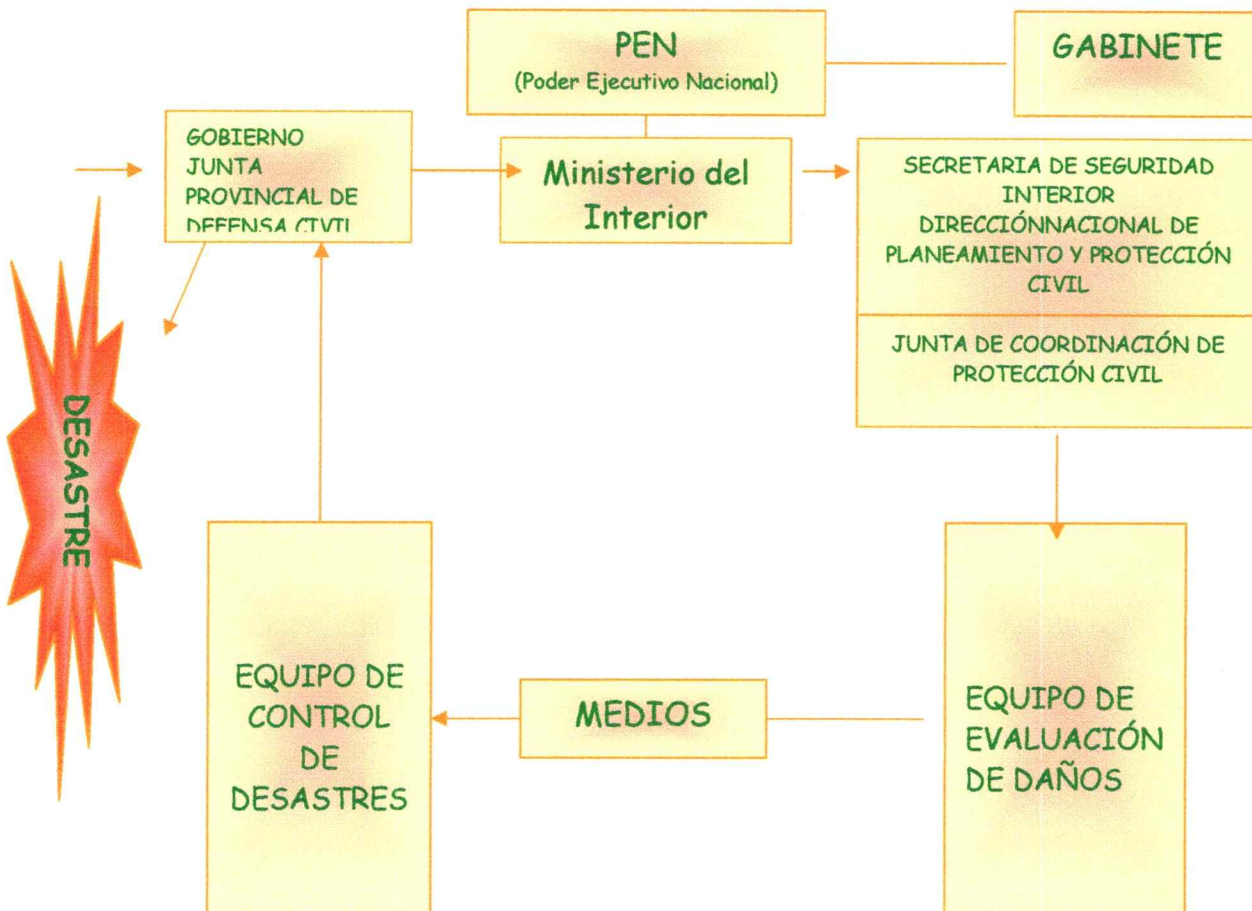 PEN
(Poder Ejecutivo Nacional)
GABINETE
GOBIERNO
JUNTA
PROVINCIAL DE
DEFENSA CIVIL
Ministerio del
Interior
SECRETARIA DE SEGURIDAD
INTERIOR
DIRECCIÓNNACIONAL DE
PLANEAMIENTO Y PROTECCIÓN
CIVIL
JUNTA DE COORDINACIÓN DE
PROTECCIÓN CIVIL
DESASTRE
EQUIPO DE
CONTROL
DE
DESASTRES
MEDIOS
EQUIPO DE
EVALUACIÓN
DE DAÑOS